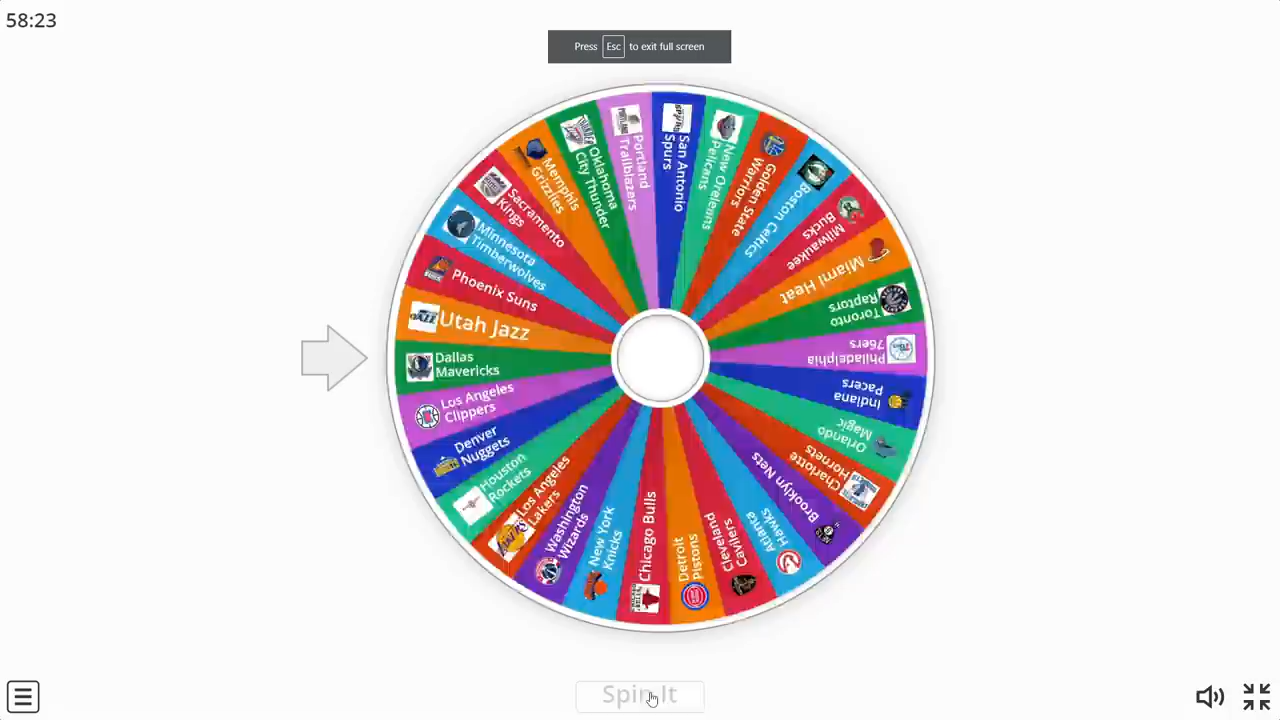 58:23
Press Esc to exit full screen
San Antonio
Spurs
New Orleleans
Pelicans
Golden State
Warriors
Boston Celtics
Milwaukee
Bucks
Miami Heat
Toronto
Raptors
Philadelphia
76ers
Indiana
Pacers
Orlando
Magic
Charlotte
Hornets
Brooklyn Nets
Atlanta
Hawks
Cleveland
Cavliers
Detroit
Pistons
Chicago Bulls
New York
Knicks
Washington
Wizards
Los Angeles
Lakers
Houston
Rockets
Denver
Nuggets
Los Angeles
Clippers
Dallas
Mavericks
Utah Jazz
Phoenix Suns
Minnesota
Timberwolves
Sacramento
Kings
Memphis
Grizzlies
Oklahoma
City Thunder
Portland
Trailblazers
Spin It